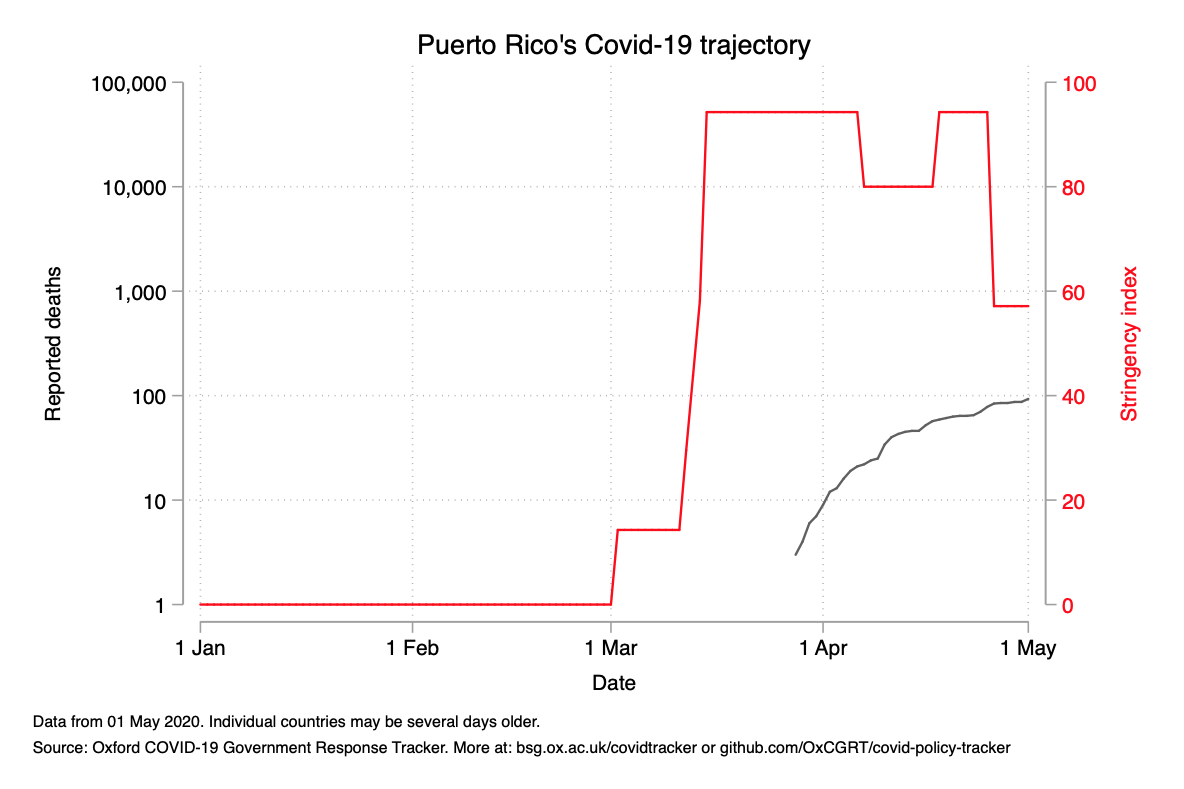 Puerto Rico's Covid-19 trajectory
100,000
10,000
1,000
100
10
1
Reported deaths
100
80
60
40
20
0
Stringency index
1 Jan
1 Feb
1 Mar
1 Apr
1 May
Date
Data from 01 May 2020. Individual countries may be several days older.
Source: Oxford COVID-19 Government Response Tracker. More at: bsg.ox.ac.uk/covidtracker or github.com/OxCGRT/covid-policy-tracker